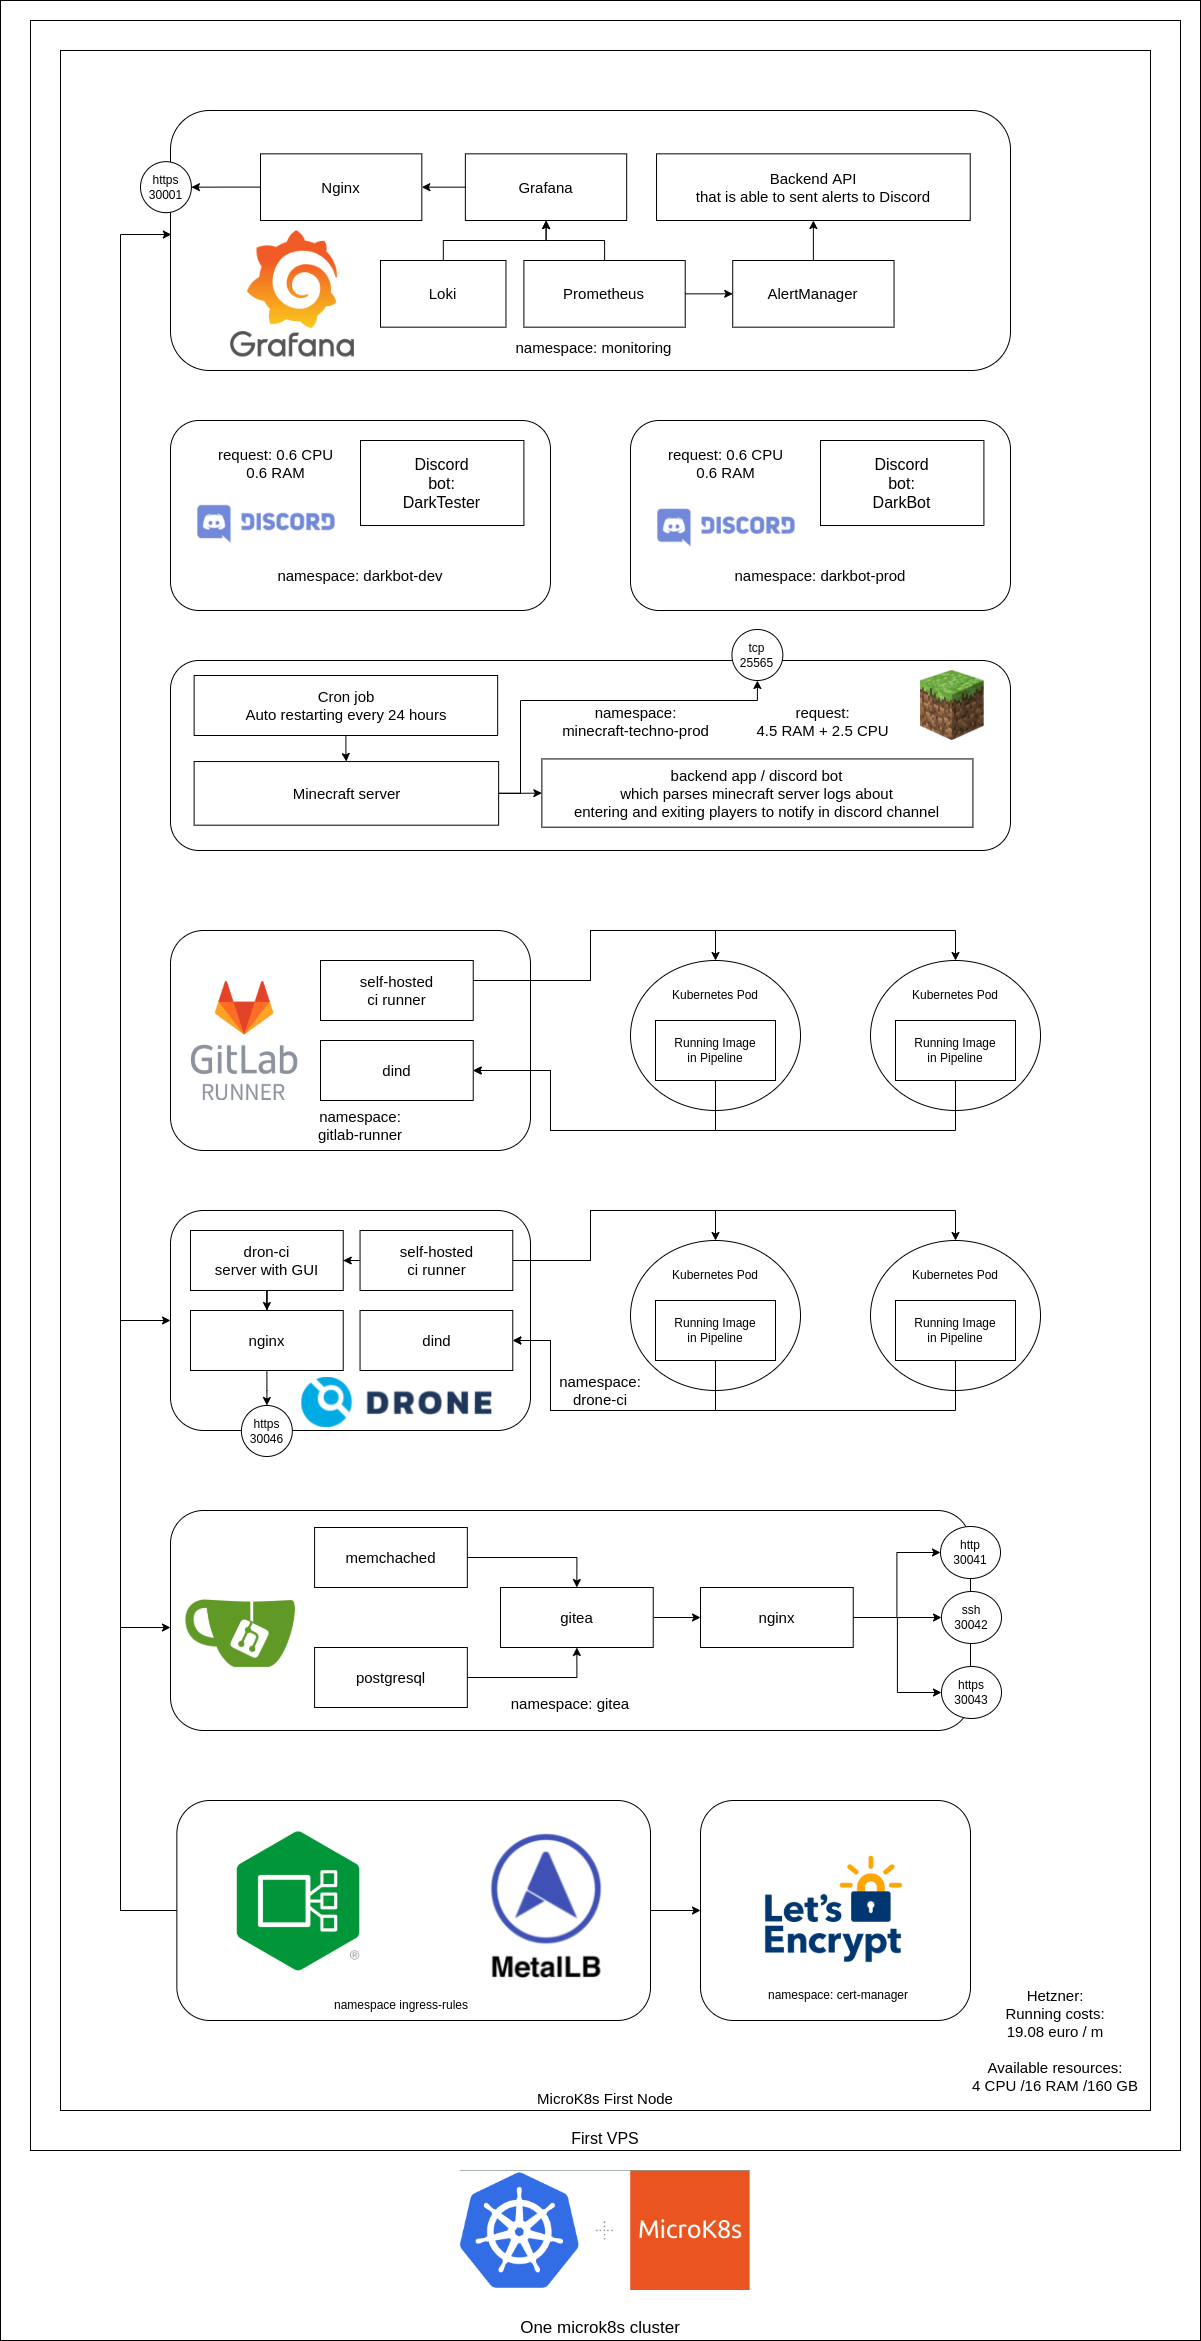 https
30001
Nginx
Grafana
Backend API
that is able to sent alerts to Discord
Grafana
Loki
Prometheus
AlertManager
namespace: monitoring
request: 0.6 CPU
0.6 RAM
Discord
bot:
DarkTester
DISCORD
namespace: darkbot-dev
request: 0.6 CPU
0.6 RAM
Discord
bot:
DarkBot
DISCORD
namespace: darkbot-prod
tcp
25565
Cron job
Auto restarting every 24 hours
namespace:
minecraft-techno-prod
request:
4.5 RAM + 2.5 CPU
Minecraft server
backend app / discord bot
which parses minecraft server logs about
entering and exiting players to notify in discord channel
GitLab
RUNNER
self-hosted
ci runner
dind
namespace:
gitlab-runner
Kubernetes Pod
Running Image
in Pipeline
Kubernetes Pod
Running Image
in Pipeline
dron-ci
server with GUI
self-hosted
ci runner
nginx
dind
DRONE
https
30046
namespace:
drone-ci
Kubernetes Pod
Running Image
in Pipeline
Kubernetes Pod
Running Image
in Pipeline
memchached
gitea
nginx
postgresql
namespace: gitea
http
30041
ssh
30042
https
30043
®
MetalLB
namespace ingress-rules
Let's
Encrypt
namespace: cert-manager
Hetzner:
Running costs:
19.08 euro / m
Available resources:
4 CPU /16 RAM /160 GB
MicroK8s First Node
First VPS
MicroK8s
One microk8s cluster